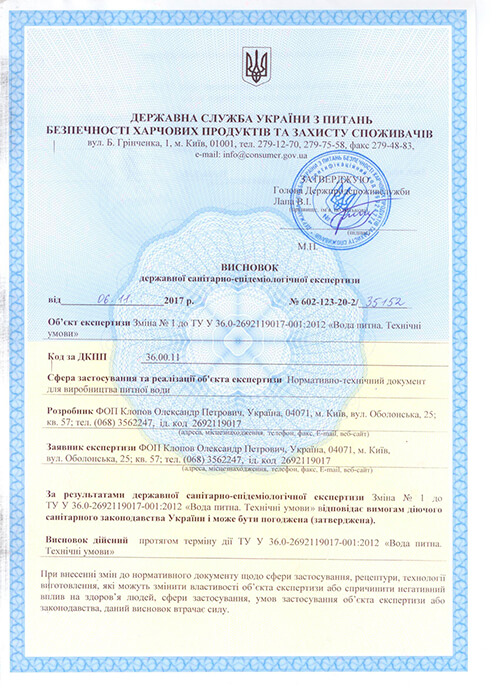 ДЕРЖАВНА СЛУЖБА УКРАЇНИ З ПИТАНЬ
БЕЗПЕЧНОСТІ ХАРЧОВИХ ПРОДУКТІВ ТА ЗАХИСТУ СПОЖИВАЧІВ
вул. Б. Грінченка, 1, м. Київ, 01001, тел. 279-12-70, 279-75-58, факс 279-48-83,
e-mail: info@consumer.gov.ua
ЗАТВЕРДЖУЮ
Голова Держпродспоживслужби
Лапа В.І.
М.П.
ВИСНОВОК
державної санітарно-епідеміологічної експертизи
від 06.11 2017 р. № 602-123-20-2/ 35152
Об’єкт експертизи Зміна № 1 до ТУ У 36.0-2692119017-001:2012 «Вода питна. Технічні
умови»
Код за ДКПП 36.00.11
Сфера застосування та реалізації об’єкта експертизи Нормативно-технічний документ
для виробництва питної води
Розробник ФОП Клопов Олександр Петрович, Україна, 04071, м. Київ, вул. Оболонська, 25;
кв. 57; тел. (068) 3562247, ід. код 2692119017
(адреса, місцезнаходження, телефон, факс, E-mail, веб-сайт)
Заявник експертизи ФОП Клопов Олександр Петрович, Україна, 04071, м. Київ,
вул. Оболонська, 25; кв. 57; тел. (068) 3562247, ід. код 2692119017
(адреса, місцезнаходження, телефон, факс, E-mail, веб-сайт)
За результатами державної санітарно-епідеміологічної експертизи Зміна № 1 до
ТУ У 36.0-2692119017-001:2012 «Вода питна. Технічні умови» відповідає вимогам діючого
санітарного законодавства України і може бути погоджена (затверджена).
Висновок дійсний протягом терміну дії ТУ У 36.0-2692119017-001:2012 «Вода питна.
Технічні умови»
При внесенні змін до нормативного документу щодо сфери застосування, рецептури, технології
виготовлення, які можуть змінити властивості об’єкта експертизи або спричинити негативний
вплив на здоров’я людей, сфери застосування, умов застосування об’єкта експертизи або
законодавства, даний висновок втрачає силу.